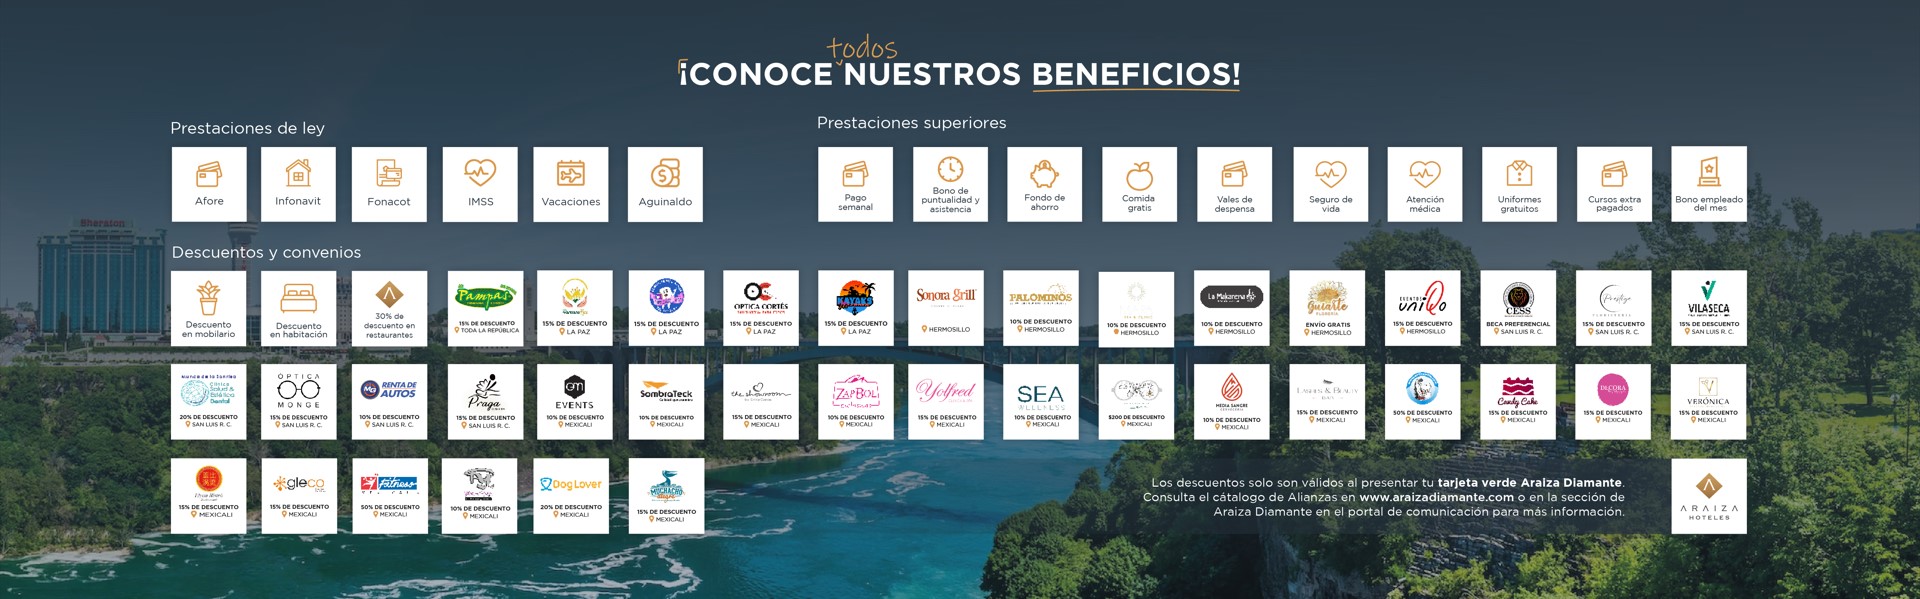 todos
¡CONOCE NUESTROS BENEFICIOS!
Prestaciones de ley
Afore
Infonavit
Fonacot
IMSS
Vacaciones
Aguinaldo
Prestaciones superiores
Pago
semanal
Bono de
puntualidad y
asistencia
Fondo de
ahorro
Comida
gratis
Vales de
despensa
Seguro de
vida
Atención
médica
Uniformes
gratuitos
Cursos extra
pagados
Bono empleado
del mes
Descuentos y convenios
Descuento
en mobilario
Descuento
en habitación
30% de
descuento en
restaurantes
Pampas
15% DE DESCUENTO
TODA LA REPÚBLICA
15% DE DESCUENTO
LA PAZ
15% DE DESCUENTO
LA PAZ
OPTICA CORTÉS
15% DE DESCUENTO
LA PAZ
KAYAKS
15% DE DESCUENTO
LA PAZ
Sonora Grill
HERMOSILLO
PALOMINOS
10% DE DESCUENTO
HERMOSILLO
10% DE DESCUENTO
HERMOSILLO
La Makarena
10% DE DESCUENTO
HERMOSILLO
Guiarte
FLORERIA
ENVÍO GRATIS
HERMOSILLO
EVENTOS
uniQo
15% DE DESCUENTO
HERMOSILLO
CESS
BECA PREFERENCIAL
SAN LUIS R. C.
Prestige
15% DE DESCUENTO
SAN LUIS R. C.
VILASECA
15% DE DESCUENTO
SAN LUIS R. C.
Mundo de la Sonrisa
Clínica
Salud &
Estética
Dental
20% DE DESCUENTO
SAN LUIS R. C.
OPTICA
MONGE
15% DE DESCUENTO
SAN LUIS R. C.
MG
RENTA DE
AUTOS
10% DE DESCUENTO
SAN LUIS R. C.
Praga
15% DE DESCUENTO
SAN LUIS R. C.
GM
EVENTS
10% DE DESCUENTO
MEXICALI
SombraTeck
10% DE DESCUENTO
MEXICALI
the showroom
15% DE DESCUENTO
MEXICALI
ZAPBOL
10% DE DESCUENTO
MEXICALI
Yolfred
15% DE DESCUENTO
MEXICALI
SEA
WELLNESS
10% DE DESCUENTO
MEXICALI
$200 DE DESCUENTO
MEXICALI
MEDIA SANGRE
10% DE DESCUENTO
MEXICALI
LASHES & BEAUTY
15% DE DESCUENTO
MEXICALI
50% DE DESCUENTO
MEXICALI
Candy Cake
15% DE DESCUENTO
MEXICALI
DECORA
15% DE DESCUENTO
MEXICALI
VERÓNICA
15% DE DESCUENTO
MEXICALI
15% DE DESCUENTO
MEXICALI
gleca
15% DE DESCUENTO
MEXICALI
Fitness
50% DE DESCUENTO
MEXICALI
10% DE DESCUENTO
MEXICALI
DogLover
20% DE DESCUENTO
MEXICALI
MUCHACHO
alegre
15% DE DESCUENTO
MEXICALI
Los descuentos solo son válidos al presentar tu tarjeta verde Araiza Diamante.
Consulta el cátalogo de Alianzas en www.araizadiamante.com o en la sección de
Araiza Diamante en el portal de comunicación para más información.
ARAIZA
HOTELES
Sheraton